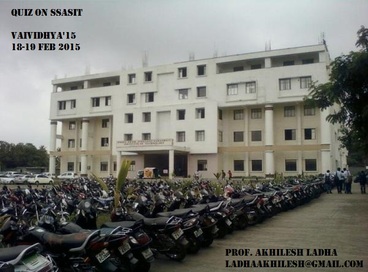 QUIZ ON SSASIT
VAIVIDHYA'15
18-19 FEB 2015
PROF. AKHILESH LADHA
LADHAAKHILESH@GMAIL.COM